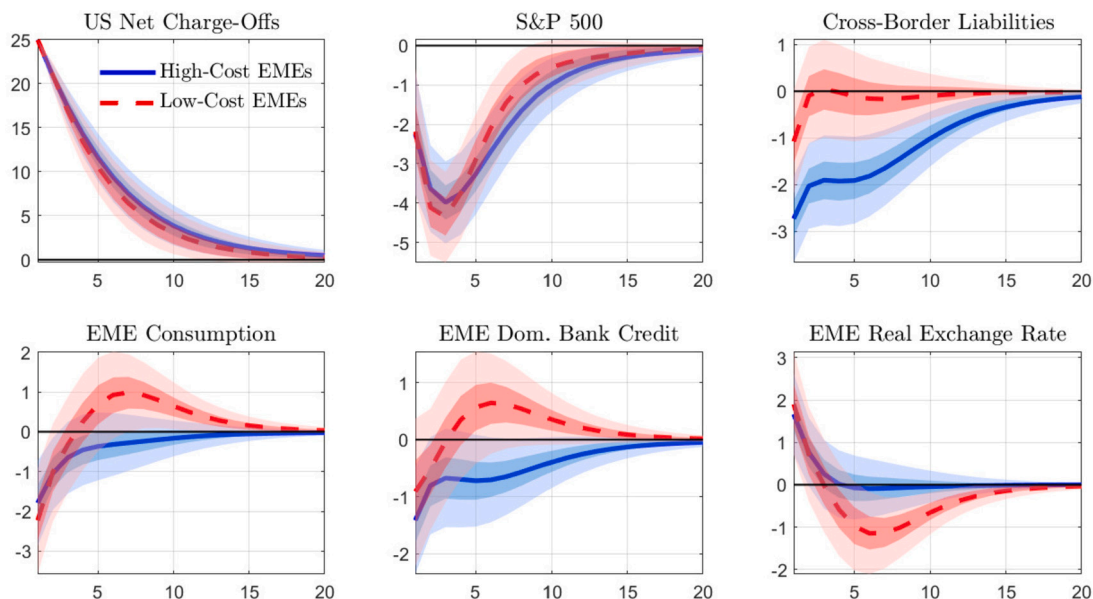 US Net Charge-Offs
25
20
15
10
5
0
5 10 15 20
High-Cost EMEs
Low-Cost EMEs
S&P 500
0
-1
-2
-3
-4
-5
5 10 15 20
Cross-Border Liabilities
1
0
-1
-2
-3
5 10 15 20
EME Consumption
2
1
0
-1
-2
-3
5 10 15 20
EME Dom. Bank Credit
1
0
-1
-2
5 10 15 20
EME Real Exchange Rate
3
2
1
0
-1
-2
5 10 15 20